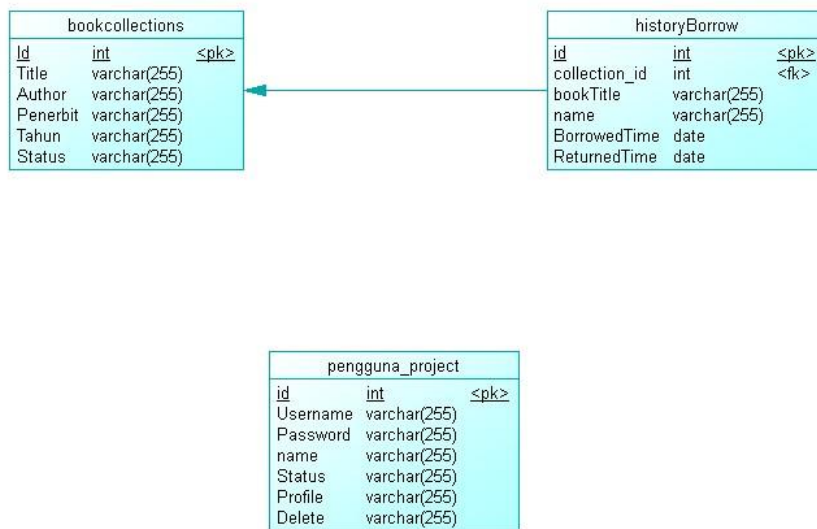 bookcollections
Id int <pk>
Title varchar(255)
Author varchar(255)
Penerbit varchar(255)
Tahun varchar(255)
Status varchar(255)
historyBorrow
id int <pk>
collection_id int <fk>
bookTitle varchar(255)
name varchar(255)
BorrowedTime date
ReturnedTime date
pengguna_project
id int <pk>
Username varchar(255)
Password varchar(255)
name varchar(255)
Status varchar(255)
Profile varchar(255)
Delete varchar(255)